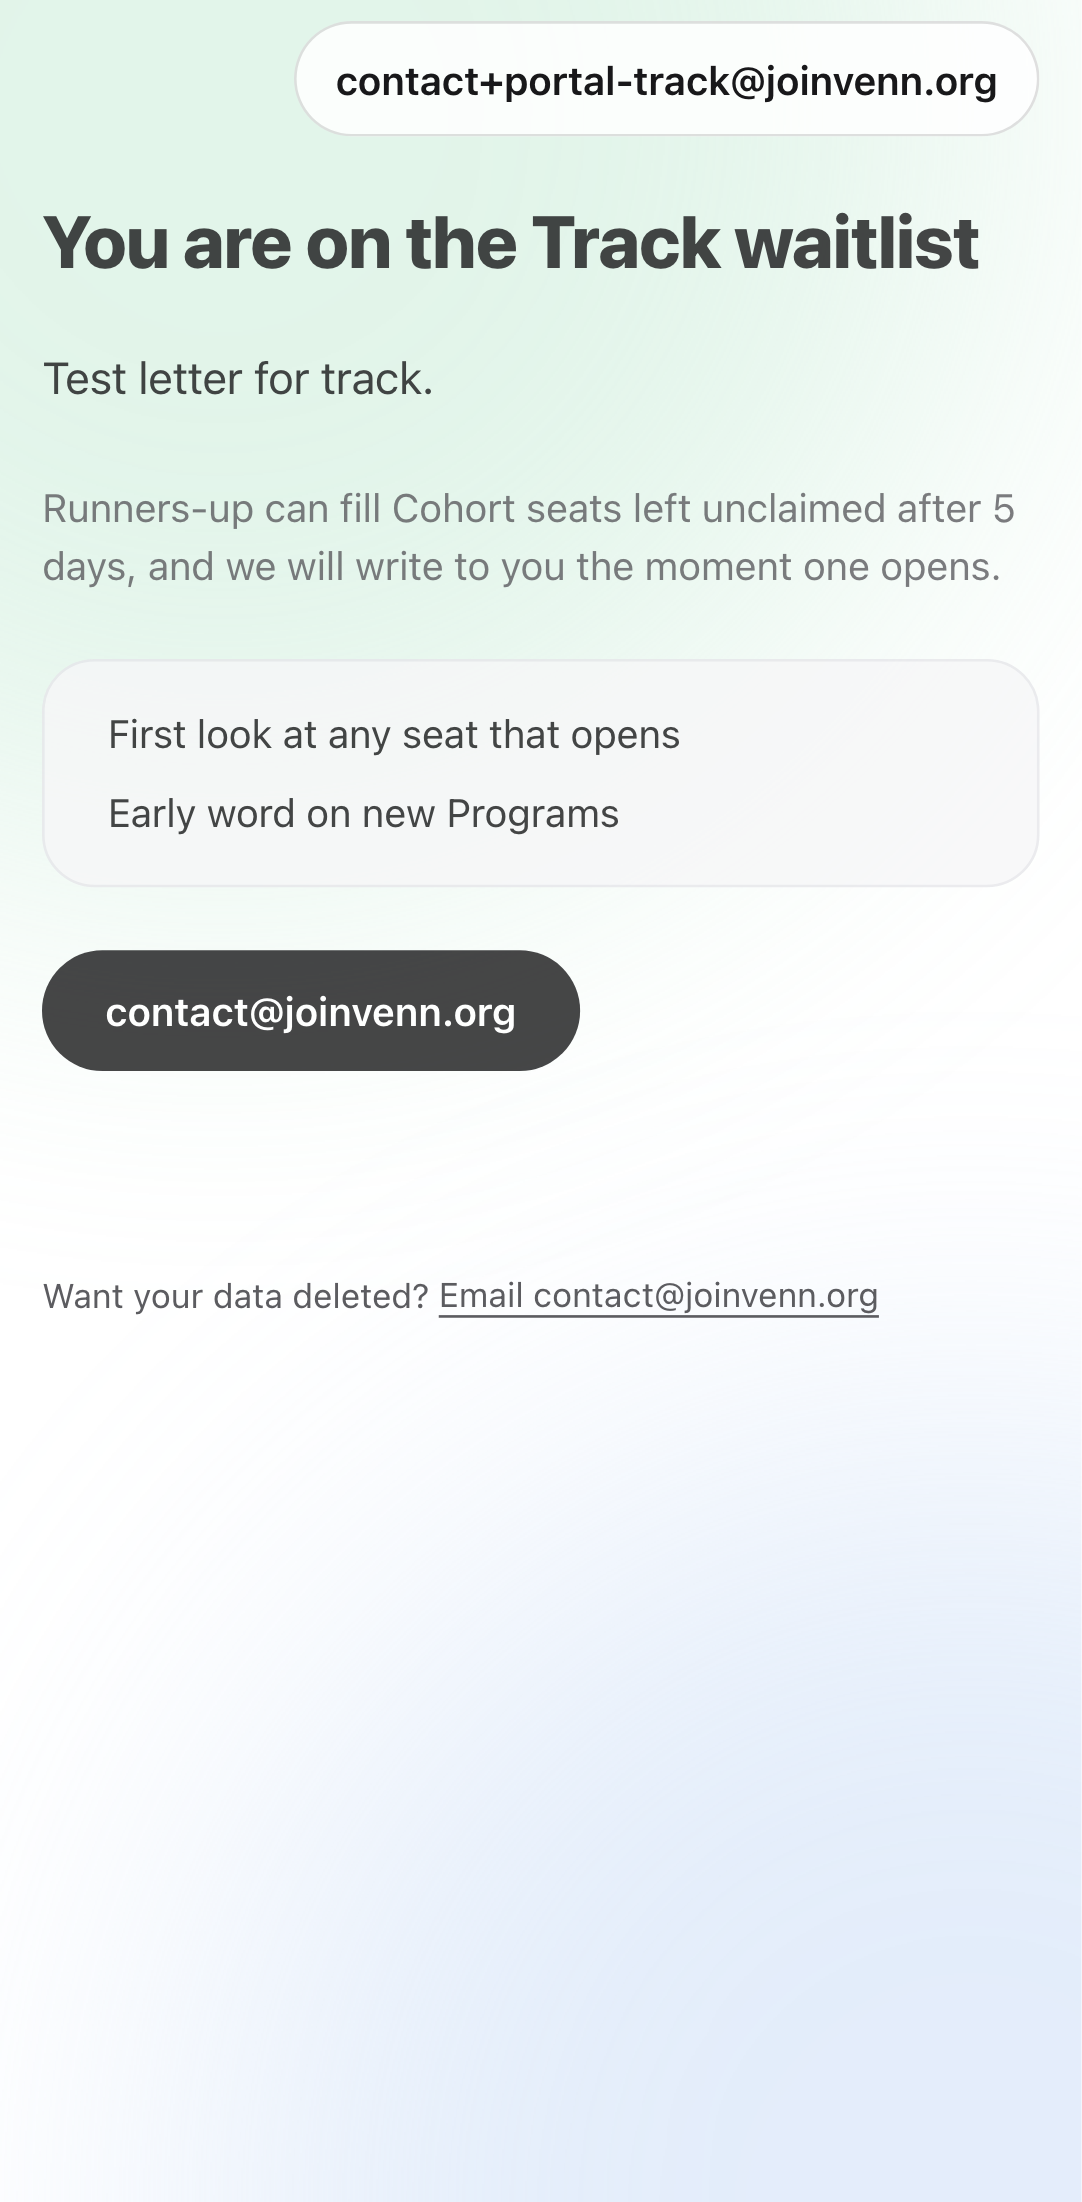 contact+portal-track@joinvenn.org
You are on the Track waitlist
Test letter for track.
Runners-up can fill Cohort seats left unclaimed after 5
days, and we will write to you the moment one opens.
First look at any seat that opens
Early word on new Programs
contact@joinvenn.org
Want your data deleted? Email contact@joinvenn.org